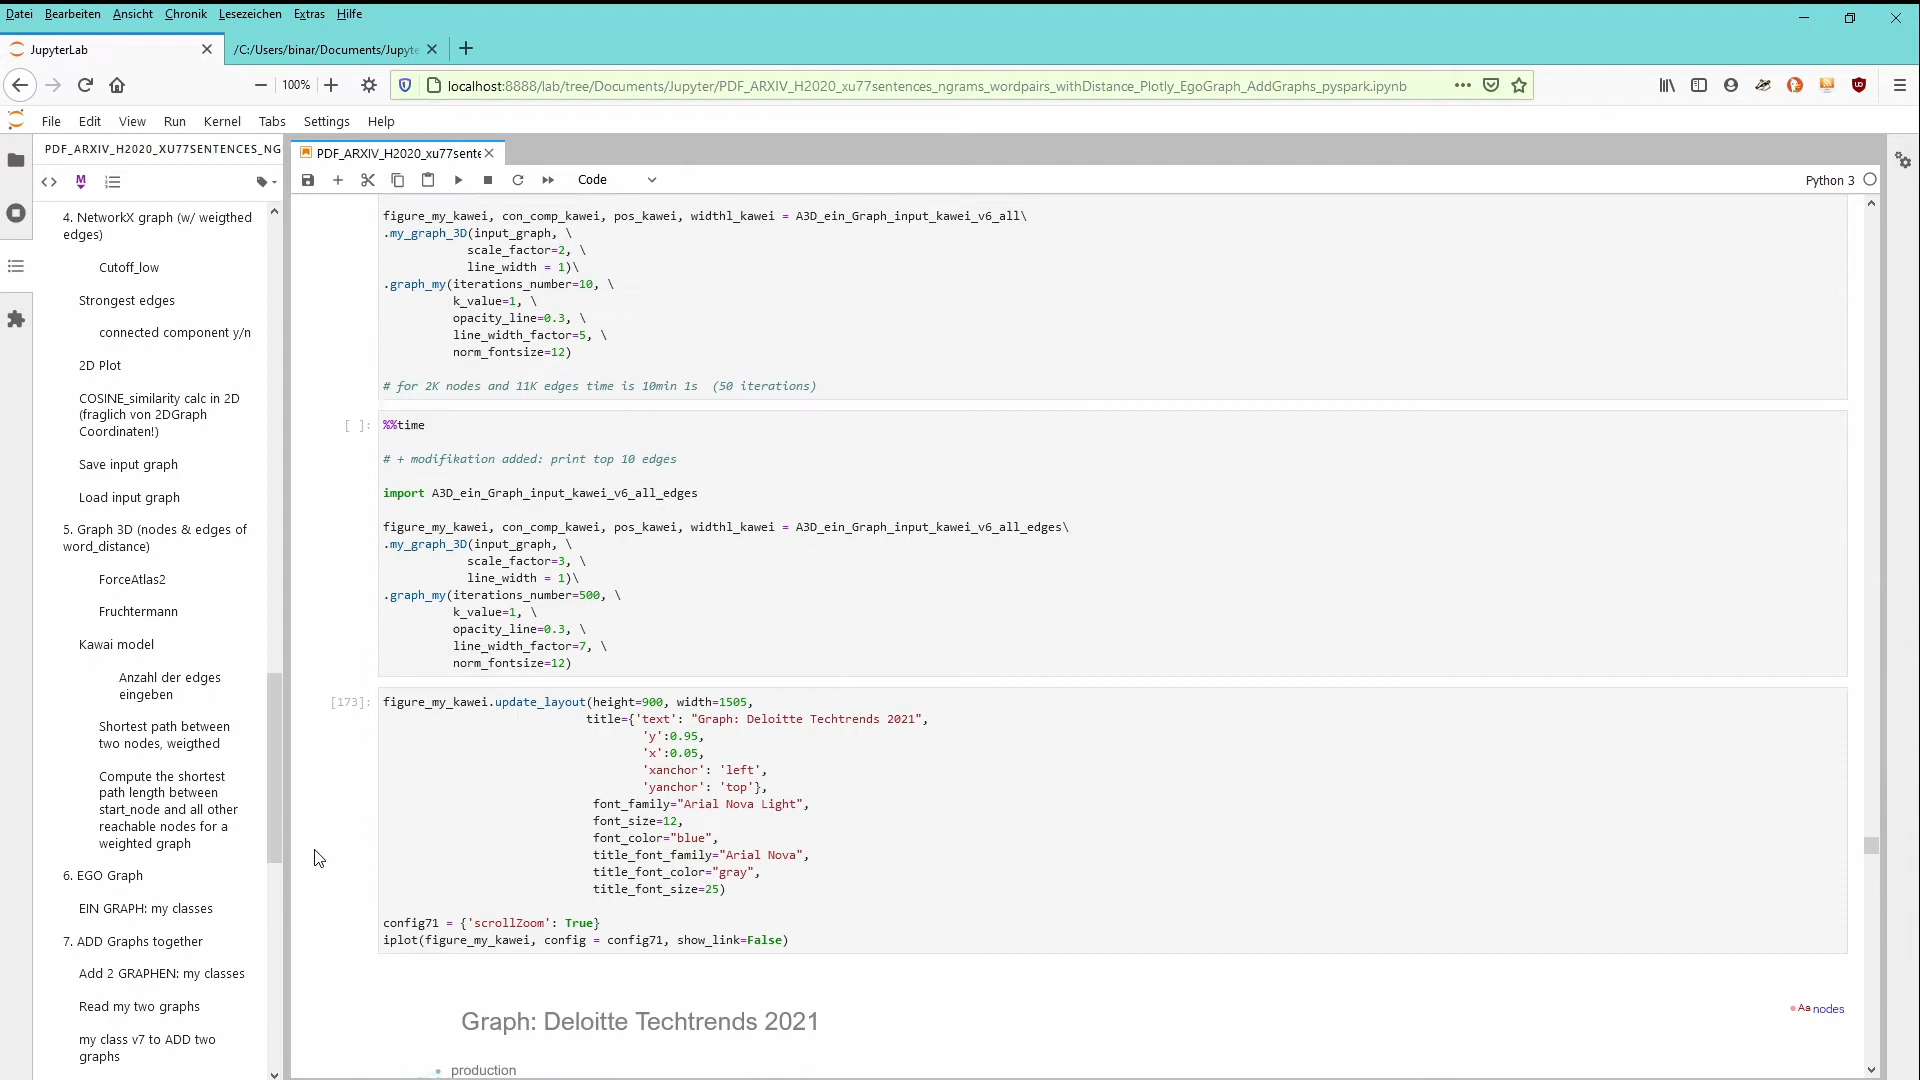 Datei Bearbeiten Ansicht Chronik Lesezeichen Extras Hilfe
JupyterLab
/C:/Users/binar/Documents/Jupyte
100%
localhost:8888/lab/tree/Documents/Jupyter/PDF_ARXIV_H2020_xu77sentences_ngrams_wordpairs_withDistance_Plotly_EgoGraph_AddGraphs_pyspark.ipynb
File Edit View Run Kernel Tabs Settings Help
PDF_ARXIV_H2020_XU77SENTENCES_NG
4. NetworkX graph (w/ weigthed
edges)
Cutoff_low
Strongest edges
connected component y/n
2D Plot
COSINE_similarity calc in 2D
(fraglich von 2DGraph
Coordinaten!)
Save input graph
Load input graph
5. Graph 3D (nodes & edges of
word_distance)
ForceAtlas2
Fruchtermann
Kawai model
Anzahl der edges
eingeben
Shortest path between
two nodes, weigthed
Compute the shortest
path length between
start_node and all other
reachable nodes for a
weighted graph
6. EGO Graph
EIN GRAPH: my classes
7. ADD Graphs together
Add 2 GRAPHEN: my classes
Read my two graphs
my class v7 to ADD two
graphs
PDF_ARXIV_H2020_xu77sente
Code
Python 3
figure_my_kawei, con_comp_kawei, pos_kawei, widthl_kawei = A3D_ein_Graph_input_kawei_v6_all\
.my_graph_3D(input_graph, \
scale_factor=2, \
line_width = 1)\
.graph_my(iterations_number=10, \
k_value=1, \
opacity_line=0.3, \
line_width_factor=5, \
norm_fontsize=12)
# for 2K nodes and 11K edges time is 10min 1s  (50 iterations)
[ ]: %%time
# + modifikation added: print top 10 edges
import A3D_ein_Graph_input_kawei_v6_all_edges
figure_my_kawei, con_comp_kawei, pos_kawei, widthl_kawei = A3D_ein_Graph_input_kawei_v6_all_edges\
.my_graph_3D(input_graph, \
scale_factor=3, \
line_width = 1)\
.graph_my(iterations_number=500, \
k_value=1, \
opacity_line=0.3, \
line_width_factor=7, \
norm_fontsize=12)
[173]: figure_my_kawei.update_layout(height=900, width=1505,
title={'text': "Graph: Deloitte Techtrends 2021",
'y':0.95,
'x':0.05,
'xanchor': 'left',
'yanchor': 'top'},
font_family="Arial Nova Light",
font_size=12,
font_color="blue",
title_font_family="Arial Nova",
title_font_color="gray",
title_font_size=25)
config71 = {'scrollZoom': True}
iplot(figure_my_kawei, config = config71, show_link=False)
Graph: Deloitte Techtrends 2021
Aa nodes
production